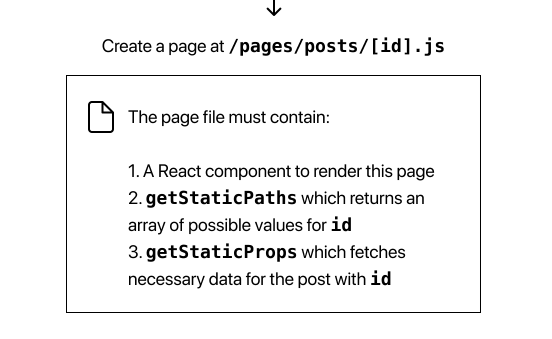 Create a page at /pages/posts/[id].js
The page file must contain:
1. A React component to render this page
2. getStaticPaths which returns an
array of possible values for id
3. getStaticProps which fetches
necessary data for the post with id